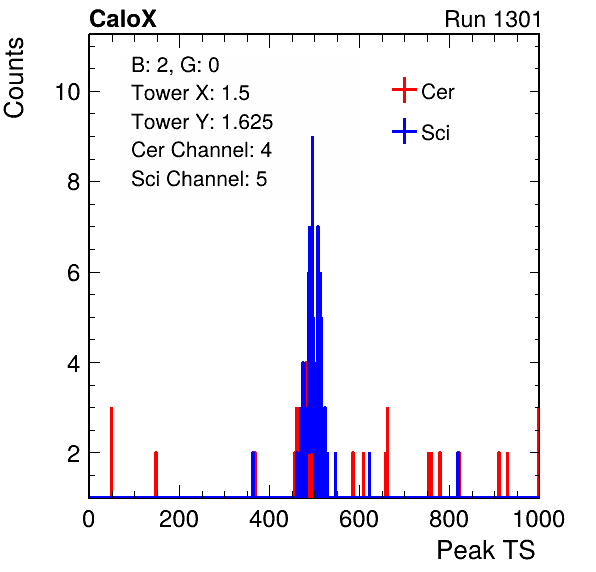 CaloX Run 1301
Counts
B: 2, G: 0
Tower X: 1.5
Tower Y: 1.625
Cer Channel: 4
Sci Channel: 5
Cer
Sci
10
8
6
4
2
0 200 400 600 800 1000
Peak TS